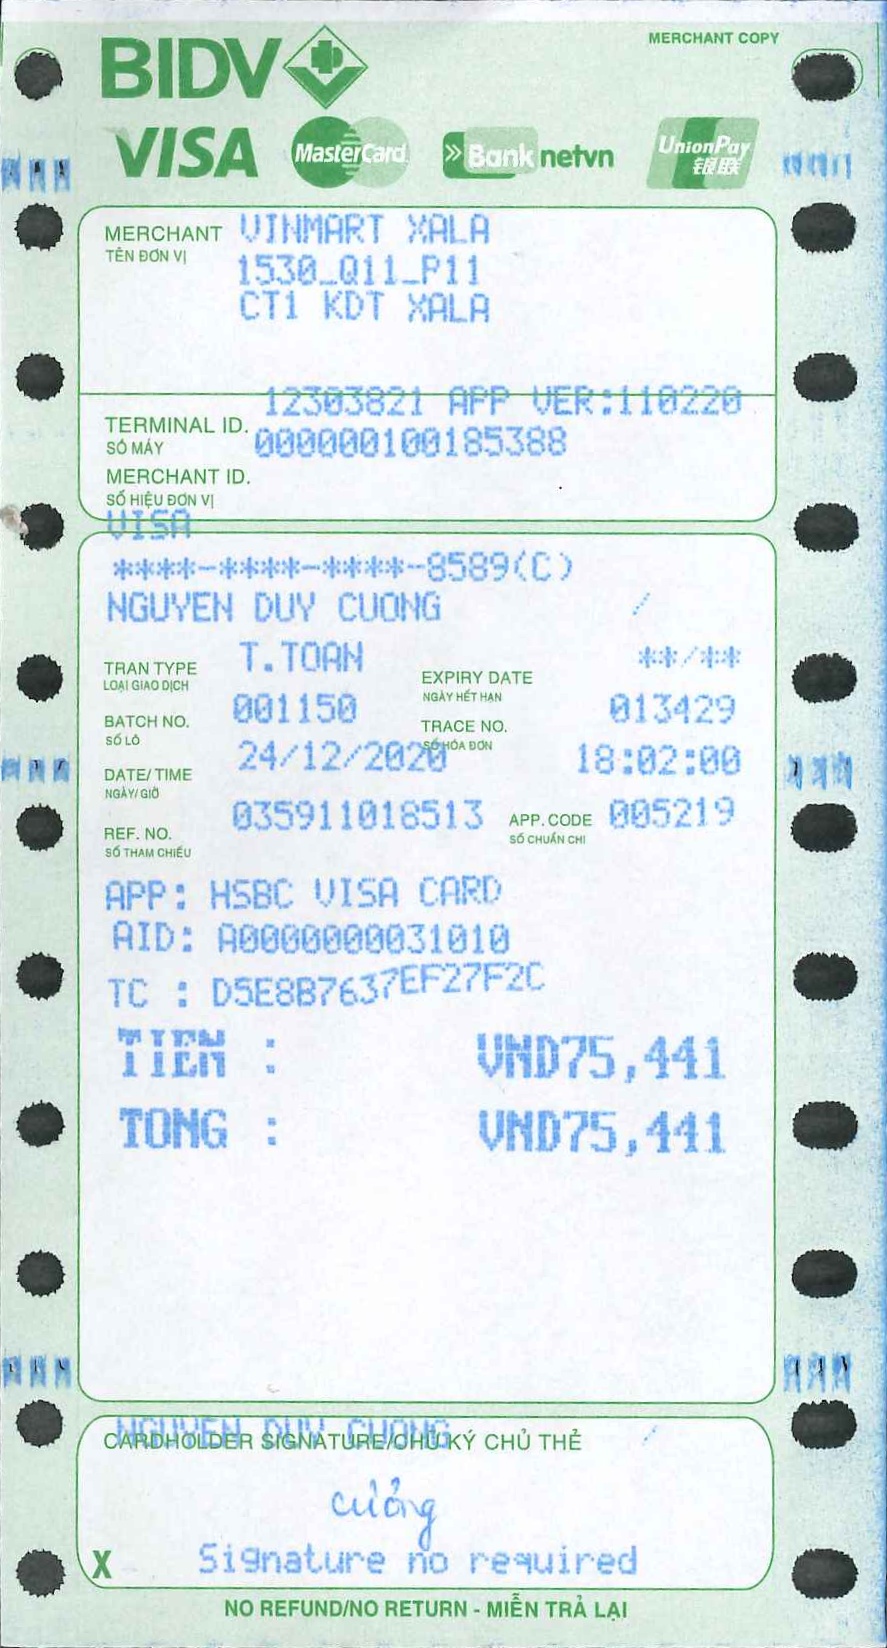 MERCHANT COPY
BIDV
VISA MasterCard Bank netvn UnionPay 银联
MERCHANT VINMART XALA
TÊN ĐƠN VỊ
1530_Q11_P11
CT1 KDT XALA
12303821 APP VER:110220
TERMINAL ID.
SỐ MÁY 000000100185388
MERCHANT ID.
SỐ HIỆU ĐƠN VỊ
VISA
****-****-****-8589(C)
NGUYEN DUY CUONG /
TRAN TYPE T.TOAN EXPIRY DATE **/**
LOẠI GIAO DỊCH NGÀY HẾT HẠN
BATCH NO. 001150 TRACE NO. 013429
SỐ LÔ SỐ HÓA ĐƠN
DATE/TIME 24/12/2020 18:02:00
NGÀY/GIỜ
REF. NO. 035911018513 APP.CODE 005219
SỐ THAM CHIẾU SỐ CHUẨN CHI
APP: HSBC VISA CARD
AID: A0000000031010
TC : D5E8B7637EF27F2C
TIEN : VND75,441
TONG : VND75,441
NGUYEN DUY CUONG /
CARDHOLDER SIGNATURE/CHỮ KÝ CHỦ THẺ
cường
X Signature no required
NO REFUND/NO RETURN - MIỄN TRẢ LẠI